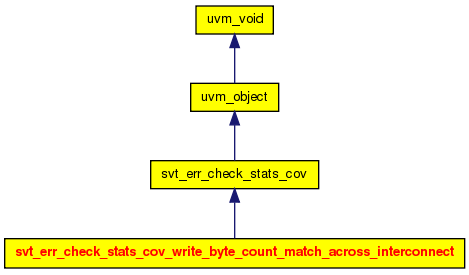 uvm_void
uvm_object
svt_err_check_stats_cov
svt_err_check_stats_cov_write_byte_count_match_across_interconnect